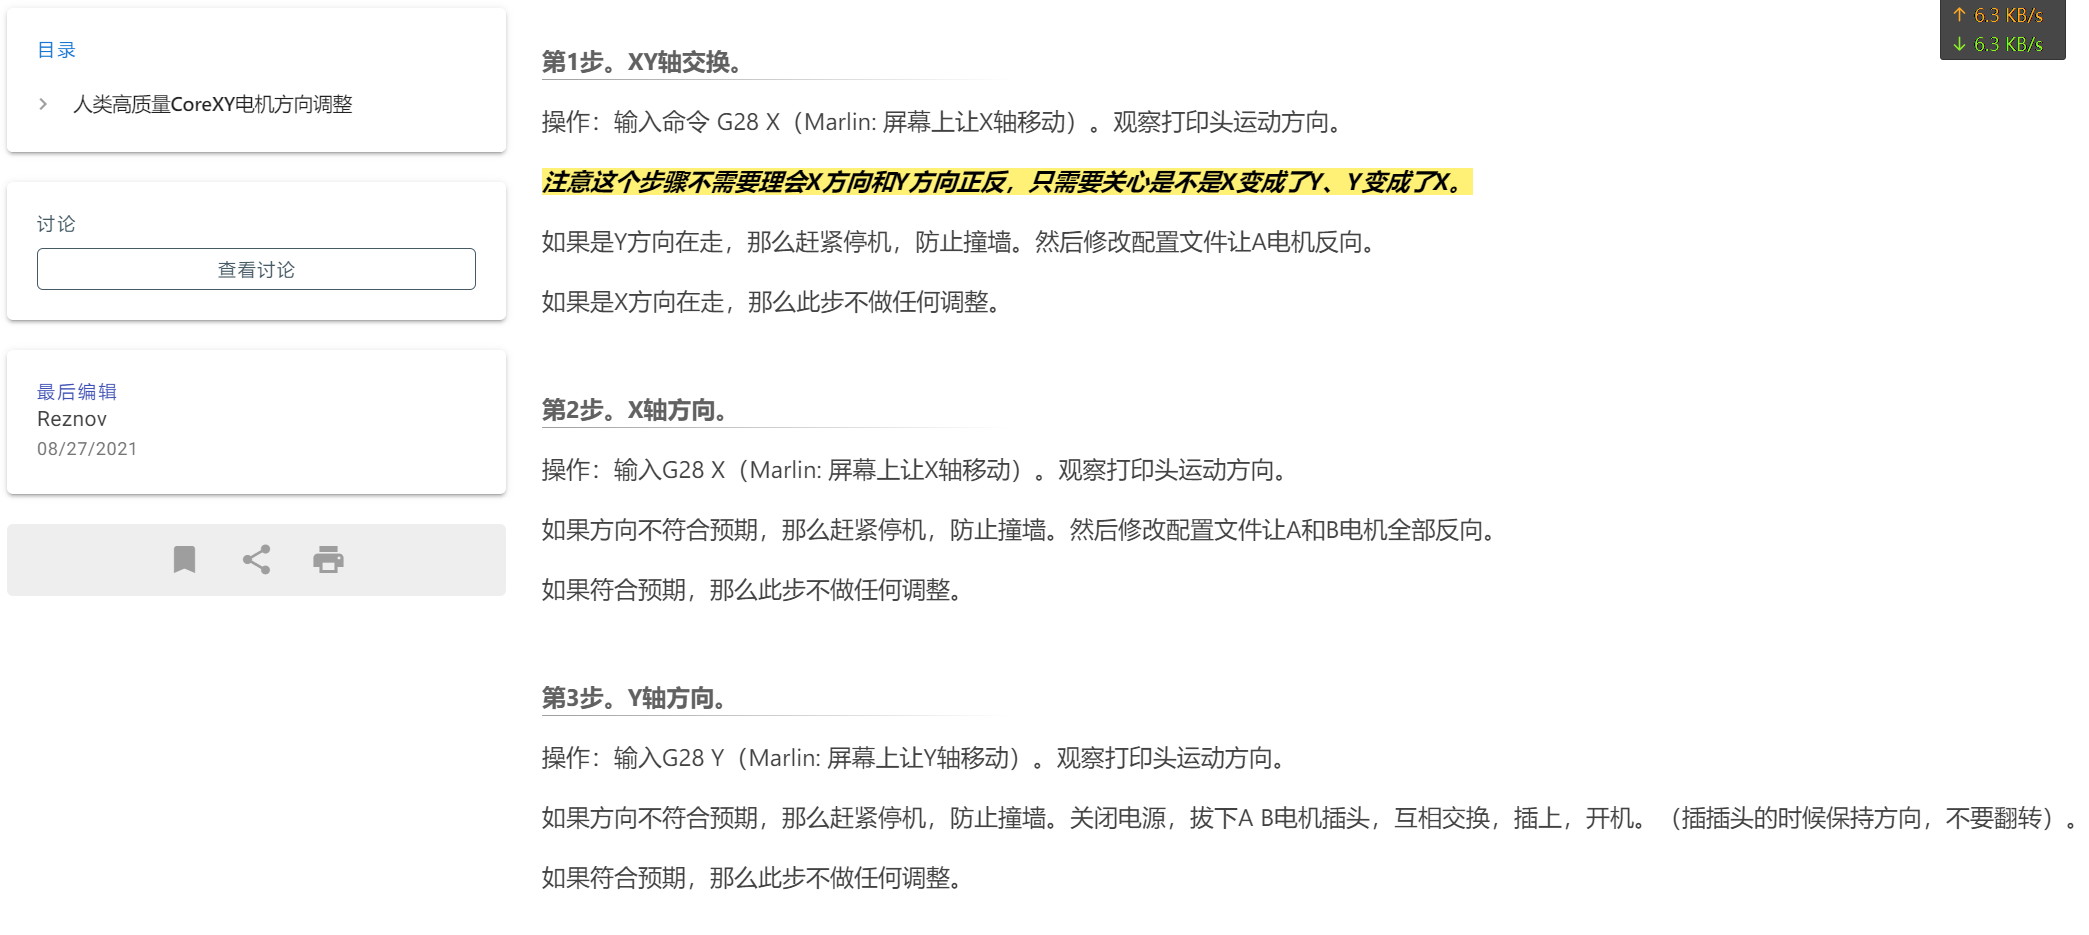 目录
人类高质量CoreXY电机方向调整
讨论
查看讨论
最后编辑
Reznov
08/27/2021
↑ 6.3 KB/s
↓ 6.3 KB/s
第1步。XY轴交换。
操作：输入命令 G28 X（Marlin: 屏幕上让X轴移动）。观察打印头运动方向。
注意这个步骤不需要理会X方向和Y方向正反，只需要关心是不是X变成了Y、Y变成了X。
如果是Y方向在走，那么赶紧停机，防止撞墙。然后修改配置文件让A电机反向。
如果是X方向在走，那么此步不做任何调整。
第2步。X轴方向。
操作：输入G28 X（Marlin: 屏幕上让X轴移动）。观察打印头运动方向。
如果方向不符合预期，那么赶紧停机，防止撞墙。然后修改配置文件让A和B电机全部反向。
如果符合预期，那么此步不做任何调整。
第3步。Y轴方向。
操作：输入G28 Y（Marlin: 屏幕上让Y轴移动）。观察打印头运动方向。
如果方向不符合预期，那么赶紧停机，防止撞墙。关闭电源，拔下A B电机插头，互相交换，插上，开机。（插插头的时候保持方向，不要翻转）。
如果符合预期，那么此步不做任何调整。